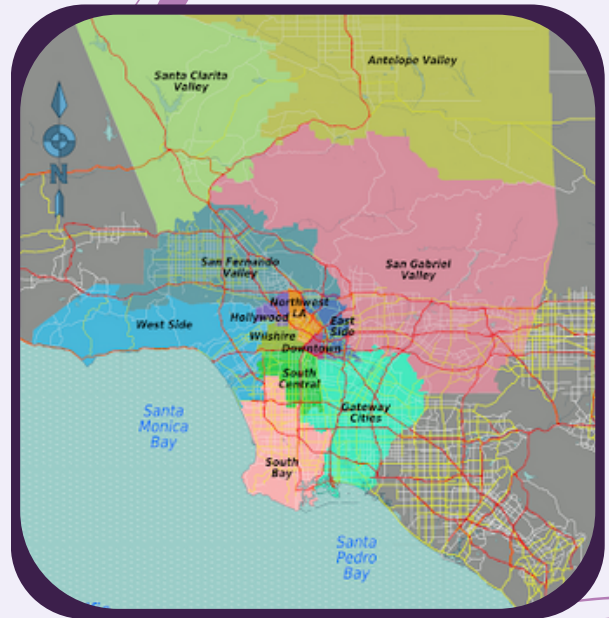 Santa Clarita
Valley
Antelope Valley
N
San Fernando
Valley
San Gabriel
Valley
Northwest
LA
Hollywood
East
Side
West Side
Wilshire
Downtown
South
Central
Gateway
Cities
Santa
Monica
Bay
South
Bay
Santa
Pedro
Bay